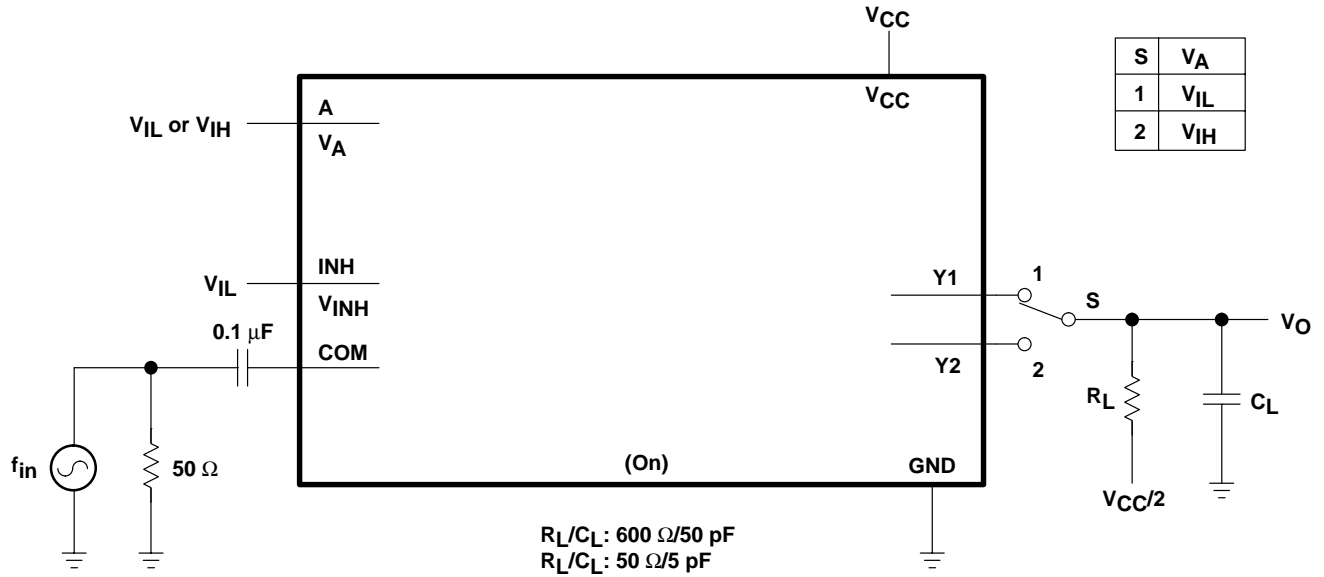 VCC
S VA
1 VIL
2 VIH
VCC
A
VIL or VIH
VA
INH
VIL
VINH
0.1 μF
COM
Y1
1
S
VO
Y2
2
RL
CL
fin
50 Ω
(On)
GND
VCC/2
RL/CL: 600 Ω/50 pF
RL/CL: 50 Ω/5 pF